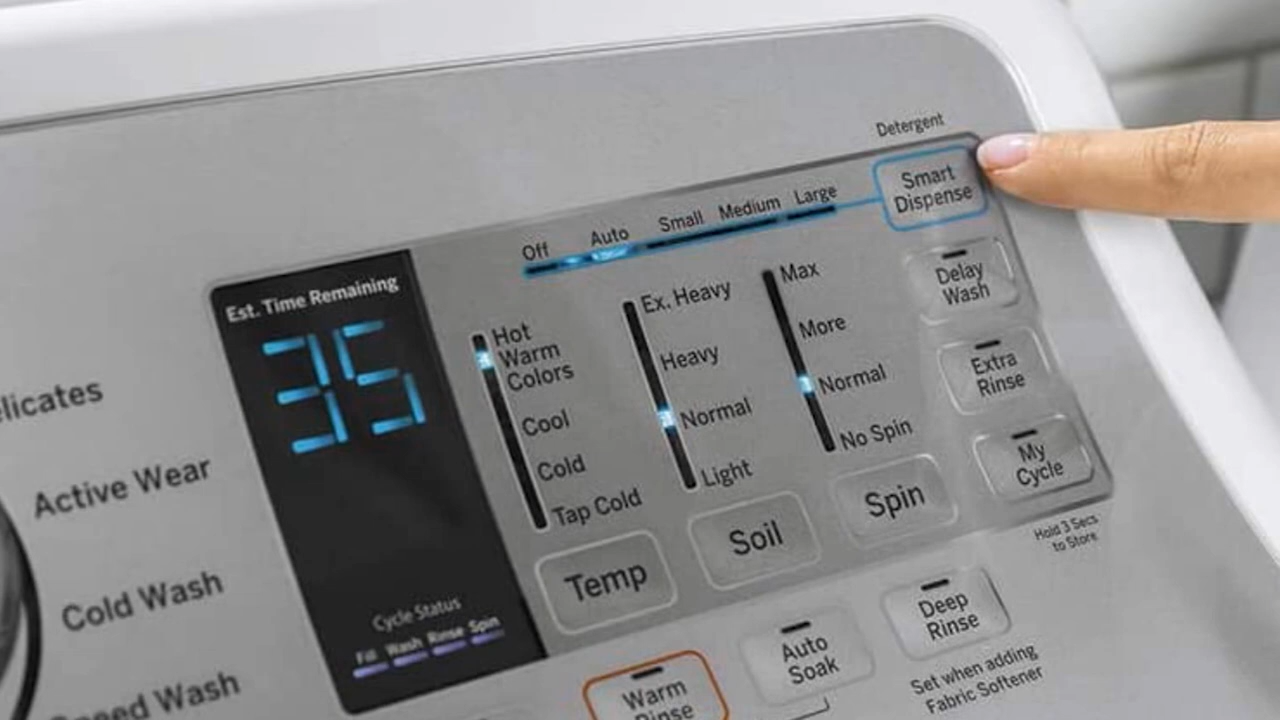 Detergent
Smart
Dispense
Off Auto Small Medium Large
Est. Time Remaining
35
Delay
Wash
Hot
Warm
Colors
Cool
Cold
Tap Cold
Temp
Ex. Heavy
Heavy
Normal
Light
Soil
Max
More
Normal
No Spin
Spin
Extra
Rinse
My
Cycle
Hold 3 Secs
to Store
elicates
Active Wear
Cold Wash
peed Wash
Cycle Status
Fill Wash Rinse Spin
Warm
Rinse
Auto
Soak
Deep
Rinse
Set when adding
Fabric Softener